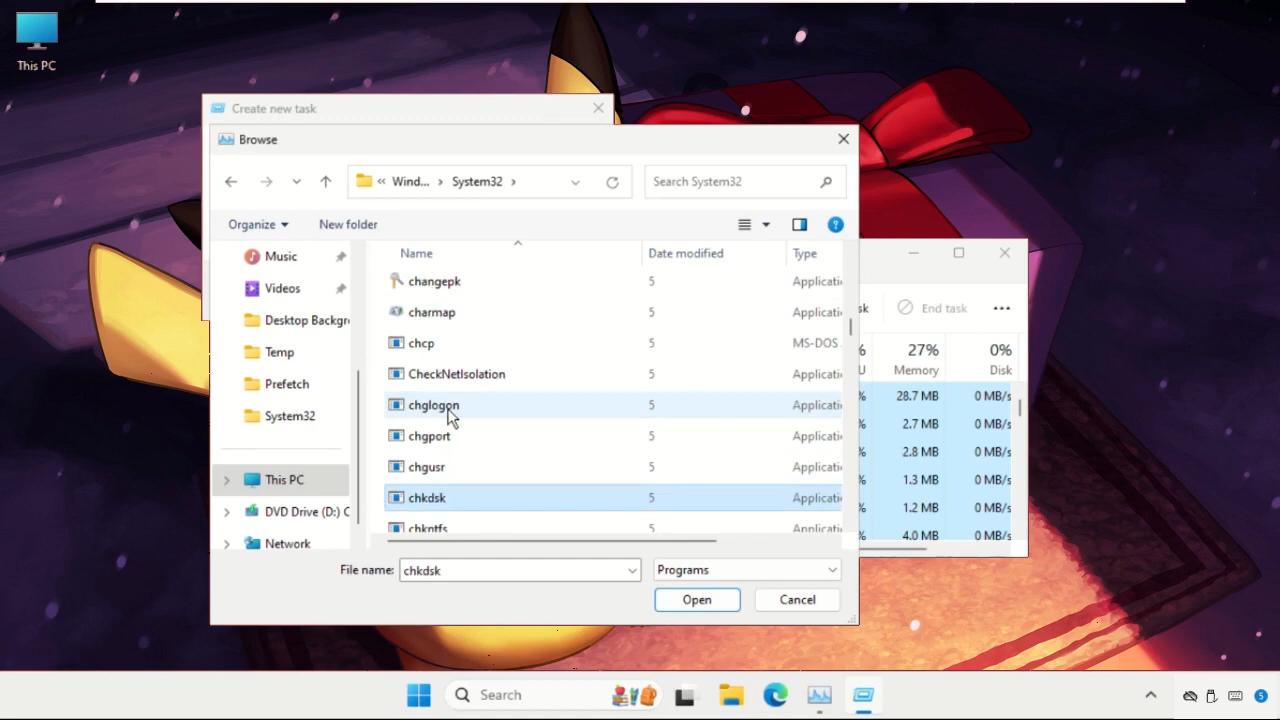 This PC
Create new task
Browse
« Wind... › System32 ›
Search System32
Organize
New folder
Name
Date modified
Type
Music
Videos
Desktop Backgr
Temp
Prefetch
System32
This PC
DVD Drive (D:) C
Network
changepk 5 Applicati
charmap 5 Applicati
chcp 5 MS-DOS
CheckNetIsolation 5 Applicati
chglogon 5 Applicati
chgport 5 Applicati
chgusr 5 Applicati
chkdsk 5 Applicati
chkntfs 5 Applicati
File name: chkdsk
Programs
Open
Cancel
sk
End task
% 27% 0%
U Memory Disk
% 28.7 MB 0 MB/s
% 2.7 MB 0 MB/s
% 2.8 MB 0 MB/s
% 1.3 MB 0 MB/s
% 1.2 MB 0 MB/s
% 4.0 MB 0 MB/s
Search
5